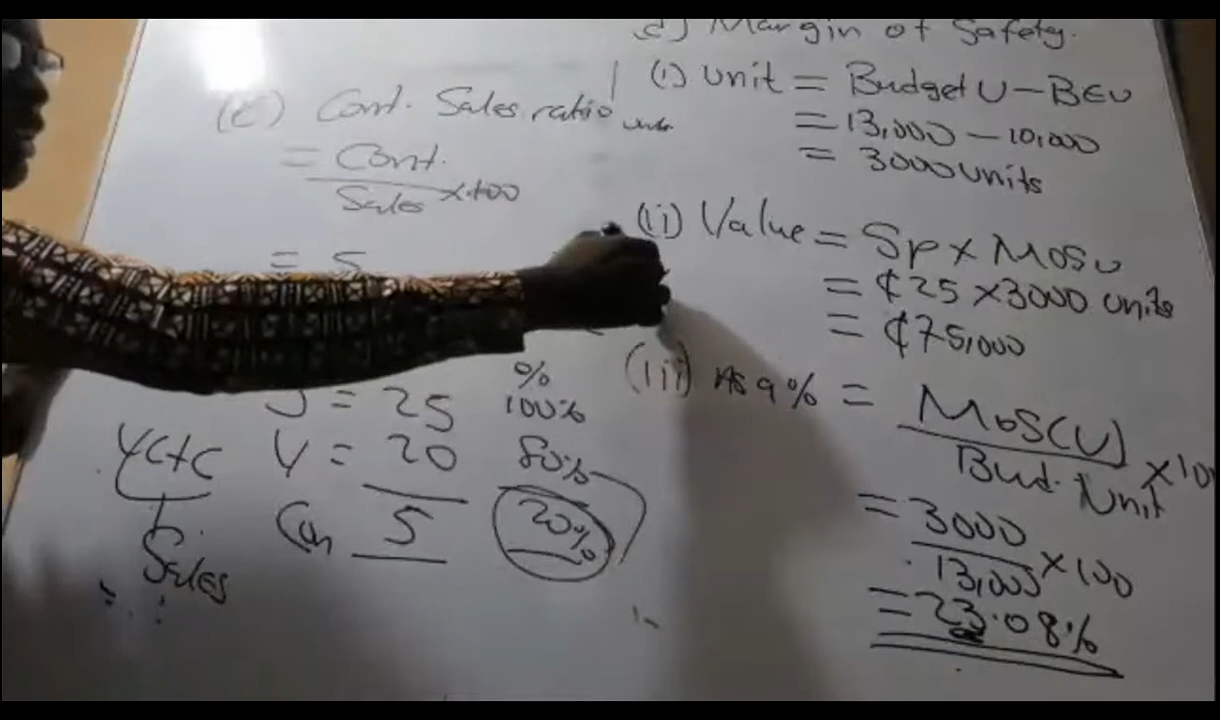 (E) Cont. Sales ratio
= Cont.
Sales x100
= 5
%
= 25 100%
V = 20 80%
Con 5 20%
V C+C
Sales
d) Margin of Safety.
(i) unit = Budget U - BEU
= 13,000 - 10,000
= 3000 units
(ii) Value = Sp x MOSU
= ₵25 x 3000 units
= ₵75,000
(iii) As a % = MOS(U)
Bud. Unit x100
= 3000
13,000 x 100
= 23.08%